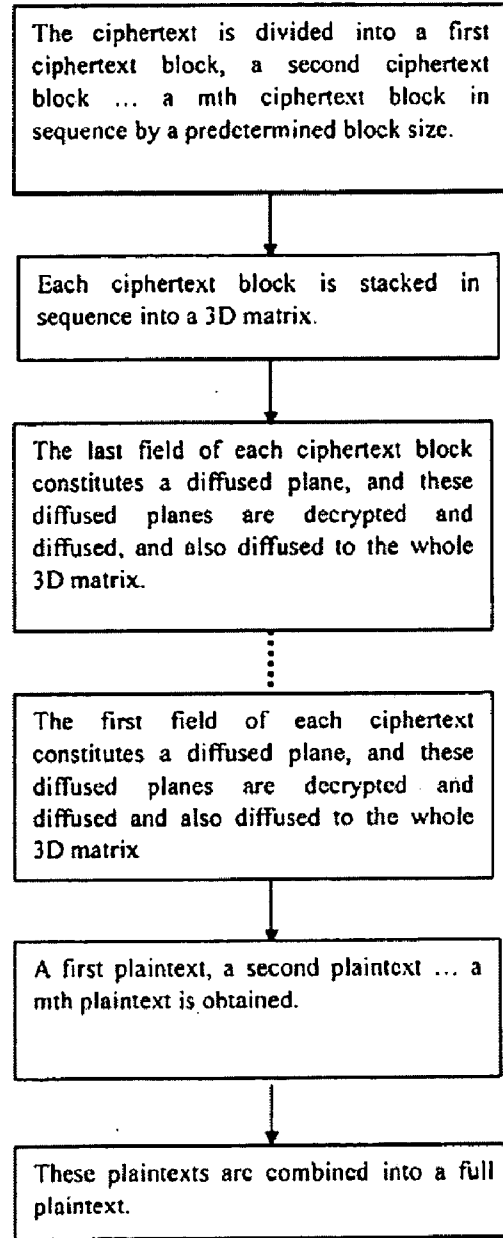 The ciphertext is divided into a first
ciphertext block, a second ciphertext
block ... a mth ciphertext block in
sequence by a predetermined block size.
Each ciphertext block is stacked in
sequence into a 3D matrix.
The last field of each ciphertext block
constitutes a diffused plane, and these
diffused planes are decrypted and
diffused, and also diffused to the whole
3D matrix.
The first field of each ciphertext
constitutes a diffused plane, and these
diffused planes are decrypted and
diffused and also diffused to the whole
3D matrix
A first plaintext, a second plaintext ... a
mth plaintext is obtained.
These plaintexts are combined into a full
plaintext.